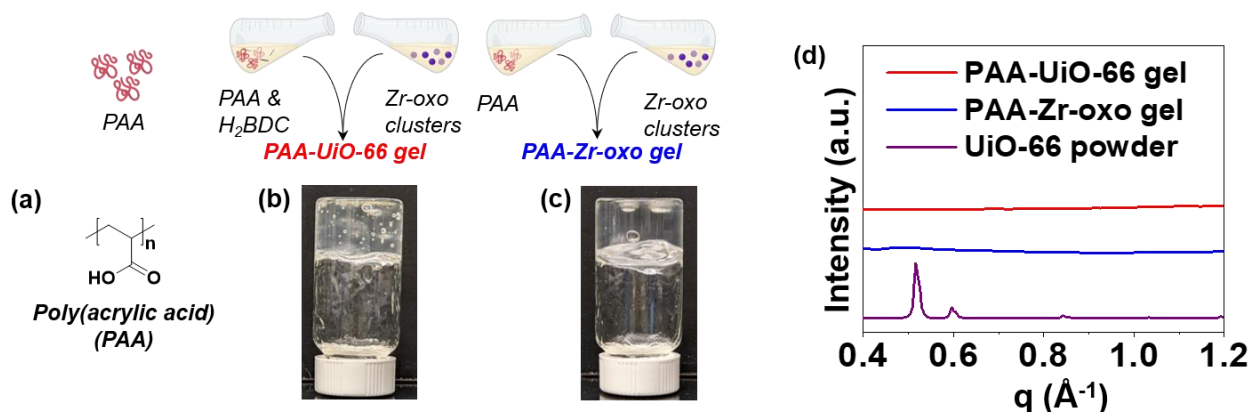 PAA
PAA &
H₂BDC
Zr-oxo
clusters
PAA-UiO-66 gel
PAA
Zr-oxo
clusters
PAA-Zr-oxo gel
(a)
n
HO
O
Poly(acrylic acid)
(PAA)
(b)
(c)
(d)
PAA-UiO-66 gel
PAA-Zr-oxo gel
UiO-66 powder
Intensity (a.u.)
0.4 0.6 0.8 1.0 1.2
q (Å⁻¹)